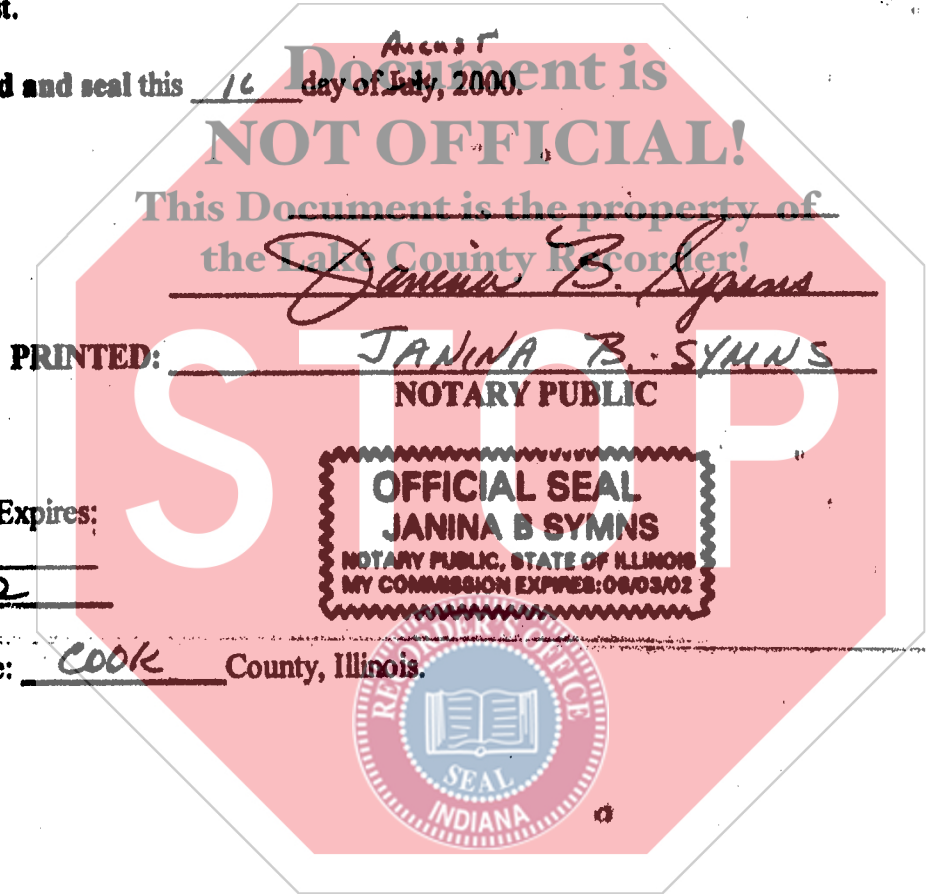 st.
August
d and seal this 16 day of July, 2000.
Document is
NOT OFFICIAL!
This Document is the property of
the Lake County Recorder!
Janina B. Symns
PRINTED: JANINA B. SYMNS
NOTARY PUBLIC
STOP
OFFICIAL SEAL
JANINA B SYMNS
NOTARY PUBLIC, STATE OF ILLINOIS
Expires:
MY COMMISSION EXPIRES:06/03/02
2
e: COOK County, Illinois.
RECORDER'S OFFICE
SEAL
INDIANA